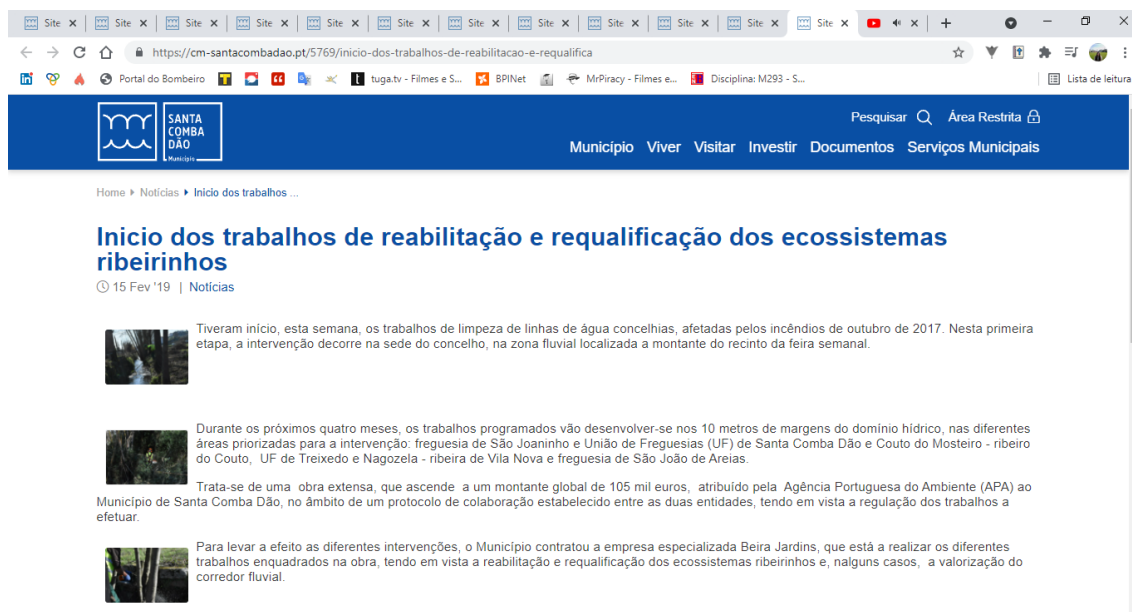 Site Site Site Site Site Site Site Site Site Site Site Site
https://cm-santacombadao.pt/5769/inicio-dos-trabalhos-de-reabilitacao-e-requalifica
Portal do Bombeiro tuga.tv - Filmes e S... BPINet MrPiracy - Filmes e... Disciplina: M293 - S... Lista de leitura
SANTA
COMBA
DÃO
Município
Pesquisar Área Restrita
Município Viver Visitar Investir Documentos Serviços Municipais
Home Notícias Inicio dos trabalhos ...
Inicio dos trabalhos de reabilitação e requalificação dos ecossistemas
ribeirinhos
15 Fev '19 | Notícias
Tiveram início, esta semana, os trabalhos de limpeza de linhas de água concelhias, afetadas pelos incêndios de outubro de 2017. Nesta primeira
etapa, a intervenção decorre na sede do concelho, na zona fluvial localizada a montante do recinto da feira semanal.
Durante os próximos quatro meses, os trabalhos programados vão desenvolver-se nos 10 metros de margens do domínio hídrico, nas diferentes
áreas priorizadas para a intervenção: freguesia de São Joaninho e União de Freguesias (UF) de Santa Comba Dão e Couto do Mosteiro - ribeiro
do Couto, UF de Treixedo e Nagozela - ribeira de Vila Nova e freguesia de São João de Areias.
Trata-se de uma obra extensa, que ascende a um montante global de 105 mil euros, atribuído pela Agência Portuguesa do Ambiente (APA) ao
Município de Santa Comba Dão, no âmbito de um protocolo de colaboração estabelecido entre as duas entidades, tendo em vista a regulação dos trabalhos a
efetuar.
Para levar a efeito as diferentes intervenções, o Município contratou a empresa especializada Beira Jardins, que está a realizar os diferentes
trabalhos enquadrados na obra, tendo em vista a reabilitação e requalificação dos ecossistemas ribeirinhos e, nalguns casos, a valorização do
corredor fluvial.